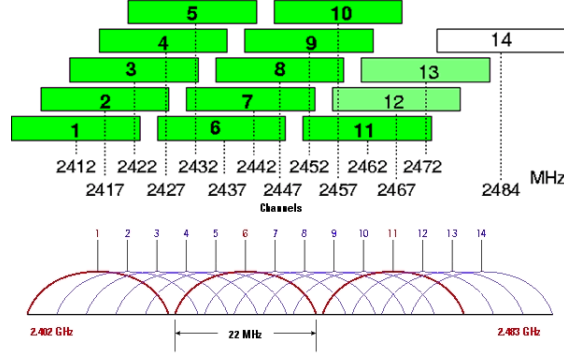 5 10
4 9 14
3 8 13
2 7 12
1 6 11
2412 2422 2432 2442 2452 2462 2472
2417 2427 2437 2447 2457 2467 2484 MHz
Channels
1 2 3 4 5 6 7 8 9 10 11 12 13 14
2.402 GHz 22 MHz 2.483 GHz